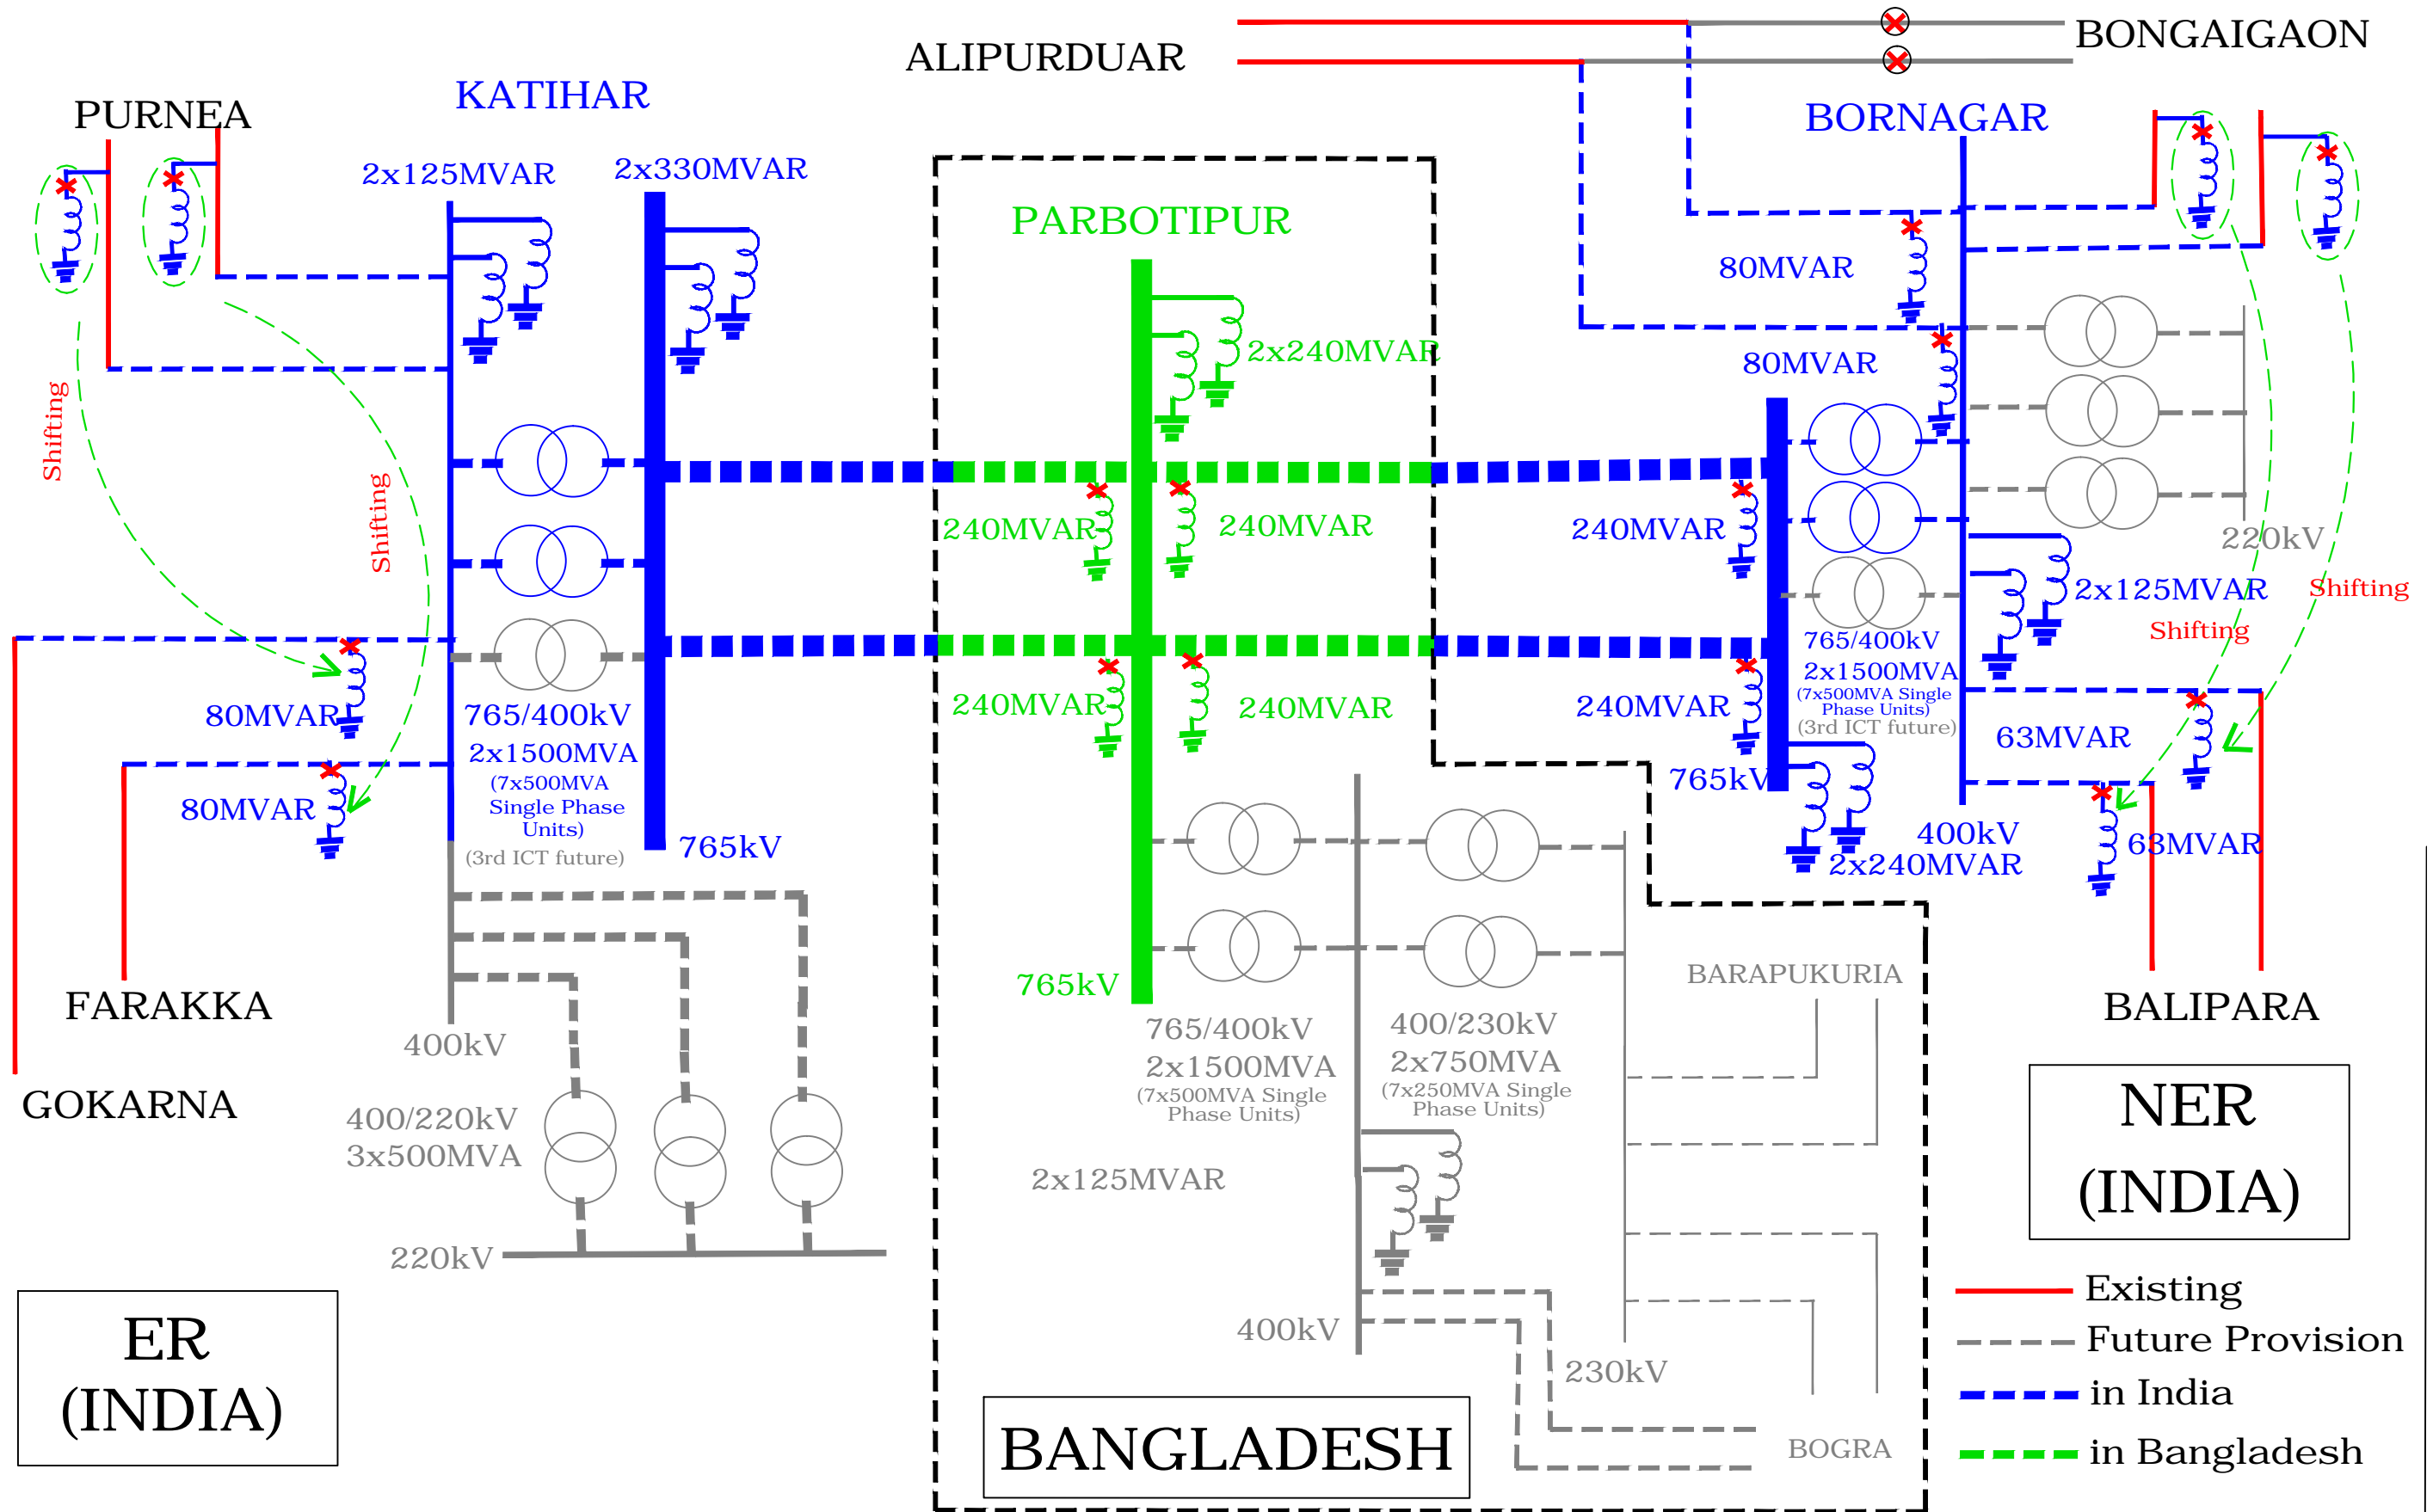 ALIPURDUAR
BONGAIGAON
PURNEA
KATIHAR
BORNAGAR
2x125MVAR
2x330MVAR
PARBOTIPUR
80MVAR
2x240MVAR
80MVAR
Shifting
Shifting
240MVAR
240MVAR
240MVAR
220kV
2x125MVAR
Shifting
Shifting
765/400kV
2x1500MVA
(7x500MVA Single
Phase Units)
(3rd ICT future)
80MVAR
765/400kV
2x1500MVA
(7x500MVA
Single Phase
Units)
(3rd ICT future)
240MVAR
240MVAR
240MVAR
63MVAR
80MVAR
765kV
765kV
400kV
2x240MVAR
63MVAR
765kV
BARAPUKURIA
FARAKKA
400kV
765/400kV
2x1500MVA
(7x500MVA Single
Phase Units)
400/230kV
2x750MVA
(7x250MVA Single
Phase Units)
BALIPARA
GOKARNA
400/220kV
3x500MVA
2x125MVAR
NER
(INDIA)
220kV
400kV
230kV
ER
(INDIA)
BANGLADESH
BOGRA
Existing
Future Provision
in India
in Bangladesh